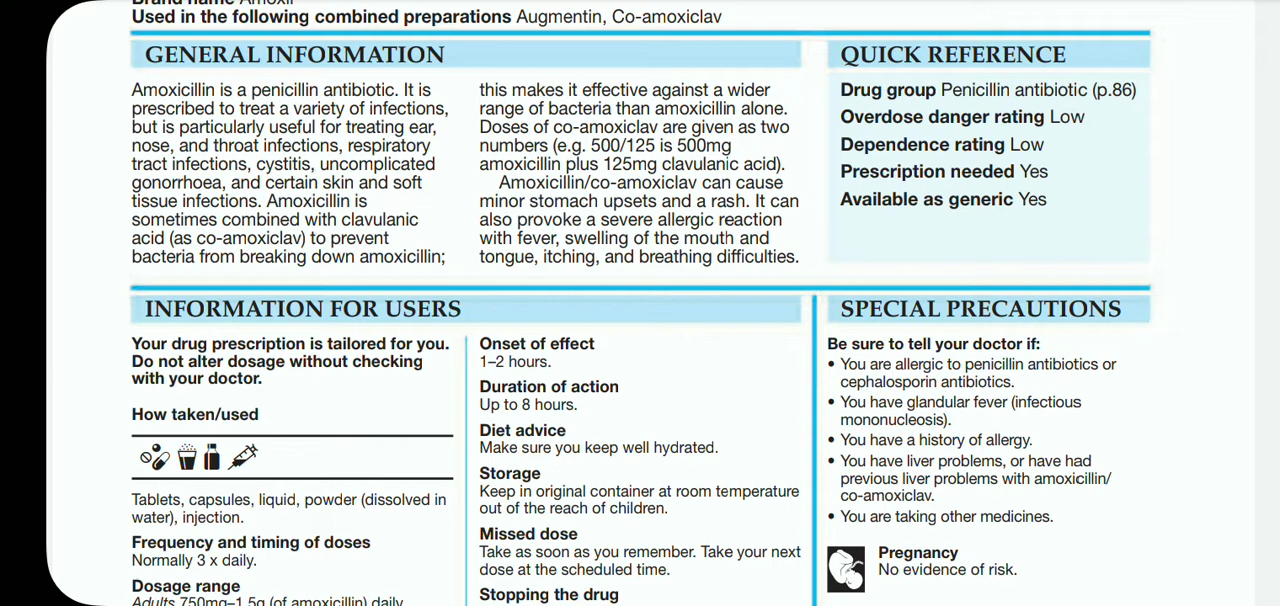 Brand name Amoxil
Used in the following combined preparations Augmentin, Co-amoxiclav
GENERAL INFORMATION
Amoxicillin is a penicillin antibiotic. It is
prescribed to treat a variety of infections,
but is particularly useful for treating ear,
nose, and throat infections, respiratory
tract infections, cystitis, uncomplicated
gonorrhoea, and certain skin and soft
tissue infections. Amoxicillin is
sometimes combined with clavulanic
acid (as co-amoxiclav) to prevent
bacteria from breaking down amoxicillin;
this makes it effective against a wider
range of bacteria than amoxicillin alone.
Doses of co-amoxiclav are given as two
numbers (e.g. 500/125 is 500mg
amoxicillin plus 125mg clavulanic acid).
Amoxicillin/co-amoxiclav can cause
minor stomach upsets and a rash. It can
also provoke a severe allergic reaction
with fever, swelling of the mouth and
tongue, itching, and breathing difficulties.
QUICK REFERENCE
Drug group Penicillin antibiotic (p.86)
Overdose danger rating Low
Dependence rating Low
Prescription needed Yes
Available as generic Yes
INFORMATION FOR USERS
Your drug prescription is tailored for you.
Do not alter dosage without checking
with your doctor.
How taken/used
Tablets, capsules, liquid, powder (dissolved in
water), injection.
Frequency and timing of doses
Normally 3 x daily.
Dosage range
Adults 750mg–1.5g (of amoxicillin) daily
Onset of effect
1–2 hours.
Duration of action
Up to 8 hours.
Diet advice
Make sure you keep well hydrated.
Storage
Keep in original container at room temperature
out of the reach of children.
Missed dose
Take as soon as you remember. Take your next
dose at the scheduled time.
Stopping the drug
SPECIAL PRECAUTIONS
Be sure to tell your doctor if:
• You are allergic to penicillin antibiotics or
cephalosporin antibiotics.
• You have glandular fever (infectious
mononucleosis).
• You have a history of allergy.
• You have liver problems, or have had
previous liver problems with amoxicillin/
co-amoxiclav.
• You are taking other medicines.
Pregnancy
No evidence of risk.